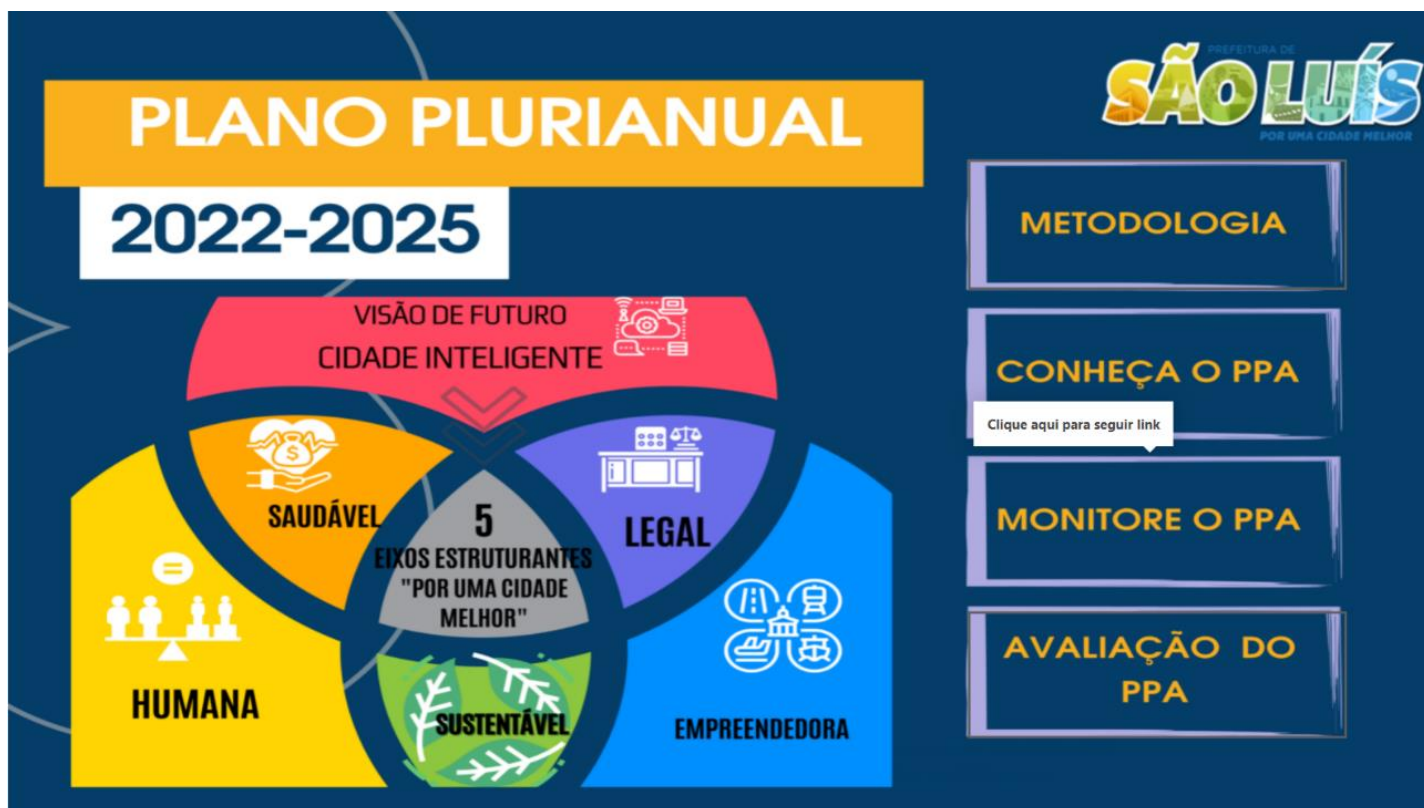 PREFEITURA DE
SÃO LUÍS
POR UMA CIDADE MELHOR
PLANO PLURIANUAL
2022-2025
VISÃO DE FUTURO
CIDADE INTELIGENTE
SAUDÁVEL
LEGAL
5
EIXOS ESTRUTURANTES
"POR UMA CIDADE
MELHOR"
HUMANA
SUSTENTÁVEL
EMPREENDEDORA
METODOLOGIA
CONHEÇA O PPA
Clique aqui para seguir link
MONITORE O PPA
AVALIAÇÃO DO
PPA